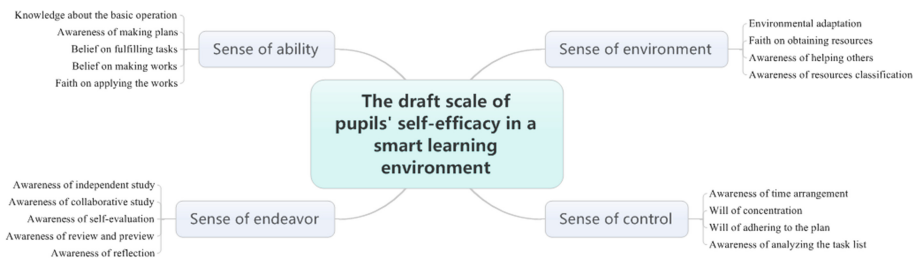 Knowledge about the basic operation
Awareness of making plans
Belief on fulfilling tasks
Belief on making works
Faith on applying the works
Sense of ability
Sense of environment
Environmental adaptation
Faith on obtaining resources
Awareness of helping others
Awareness of resources classification
The draft scale of
pupils' self-efficacy in a
smart learning
environment
Awareness of independent study
Awareness of collaborative study
Awareness of self-evaluation
Awareness of review and preview
Awareness of reflection
Sense of endeavor
Sense of control
Awareness of time arrangement
Will of concentration
Will of adhering to the plan
Awareness of analyzing the task list